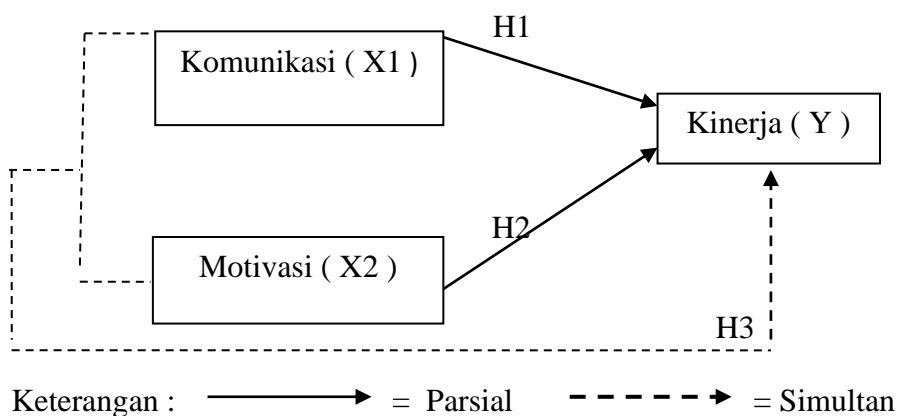 H1
Komunikasi ( X1 )
Kinerja ( Y )
H2
Motivasi ( X2 )
H3
Keterangan : = Parsial = Simultan